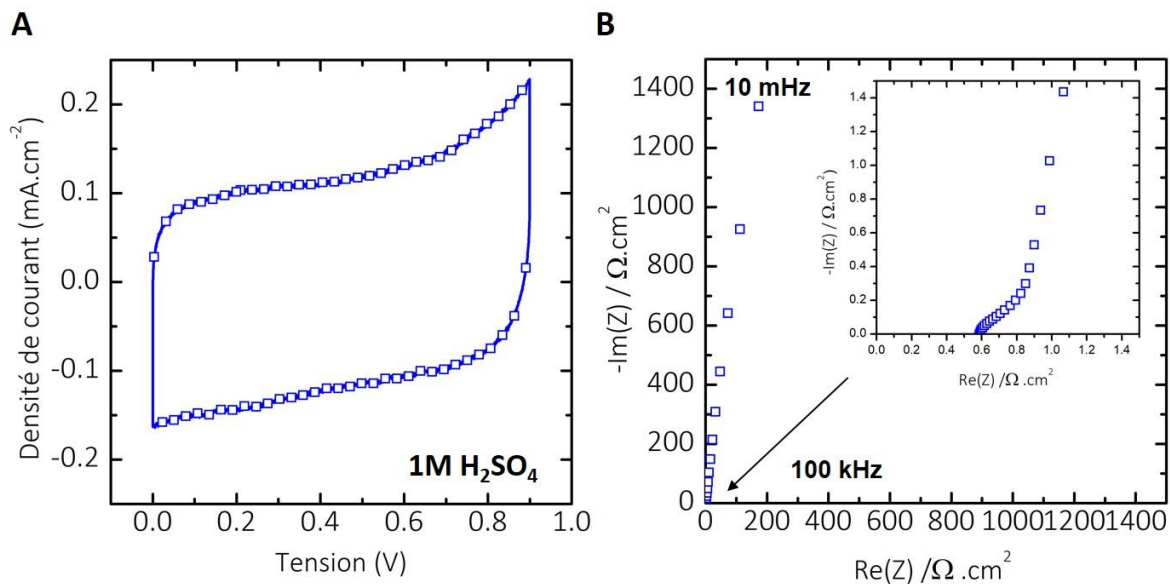 A
Densité de courant (mA.cm⁻²)
0.2
0.1
0.0
-0.1
-0.2
1M H₂SO₄
0.0 0.2 0.4 0.6 0.8 1.0
Tension (V)
B
-Im(Z) / Ω.cm²
1400
1200
1000
800
600
400
200
0
10 mHz
100 kHz
0 200 400 600 800 1000 1200 1400
Re(Z) /Ω .cm²
-Im(Z) / Ω.cm²
1.4
1.2
1.0
0.8
0.6
0.4
0.2
0.0
0.0 0.2 0.4 0.6 0.8 1.0 1.2 1.4
Re(Z) /Ω.cm²